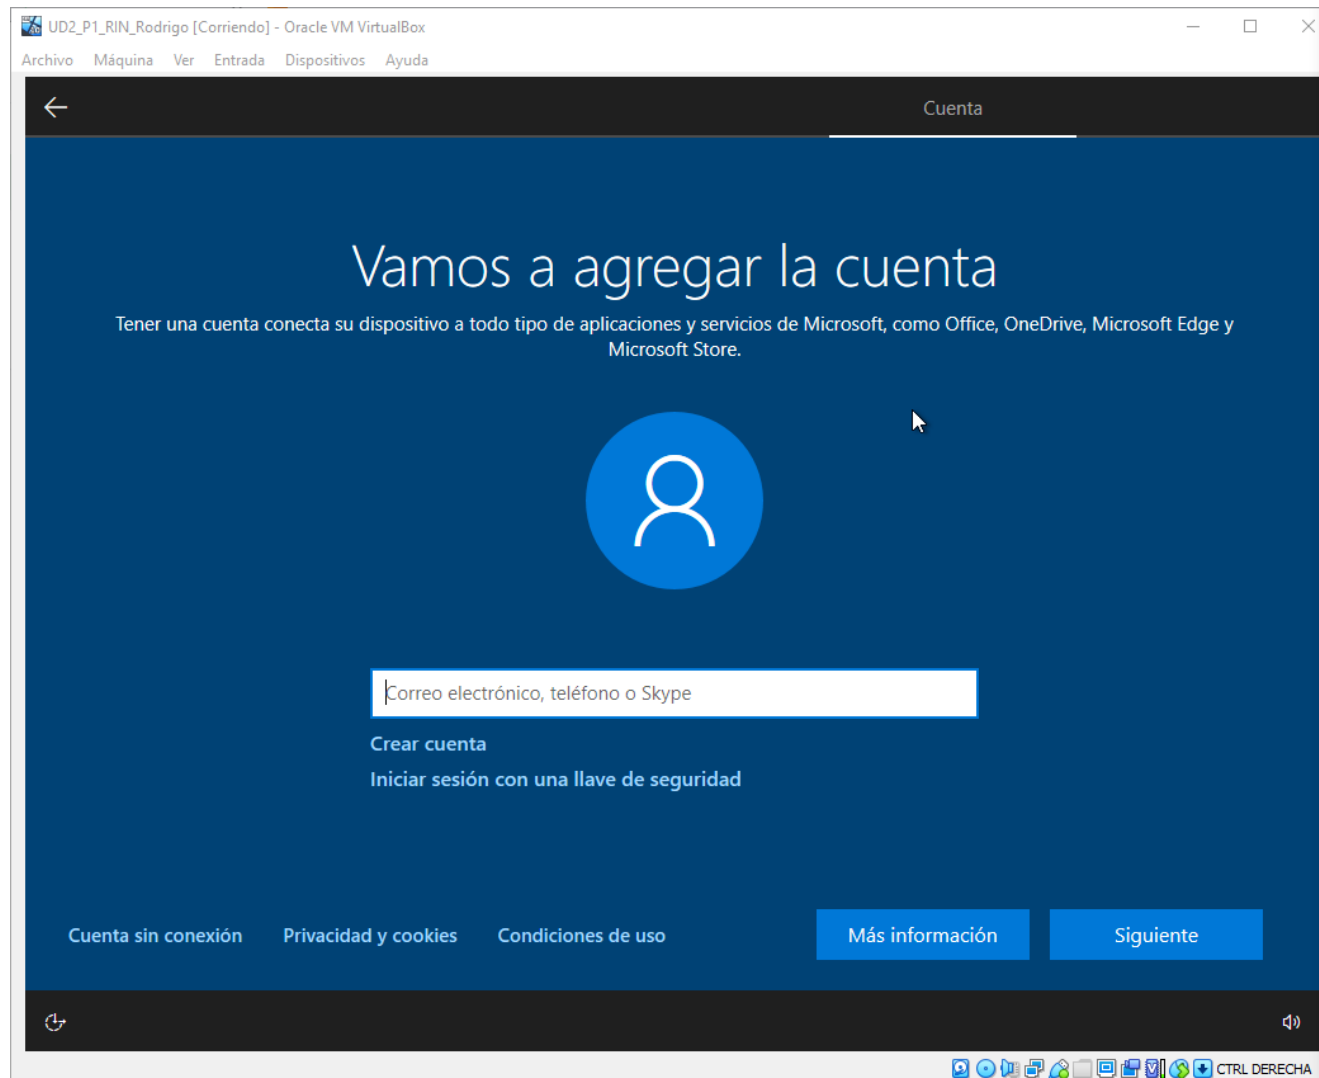 UD2_P1_RIN_Rodrigo [Corriendo] - Oracle VM VirtualBox
Archivo Máquina Ver Entrada Dispositivos Ayuda
Cuenta
Vamos a agregar la cuenta
Tener una cuenta conecta su dispositivo a todo tipo de aplicaciones y servicios de Microsoft, como Office, OneDrive, Microsoft Edge y
Microsoft Store.
Correo electrónico, teléfono o Skype
Crear cuenta
Iniciar sesión con una llave de seguridad
Cuenta sin conexión Privacidad y cookies Condiciones de uso Más información Siguiente
CTRL DERECHA